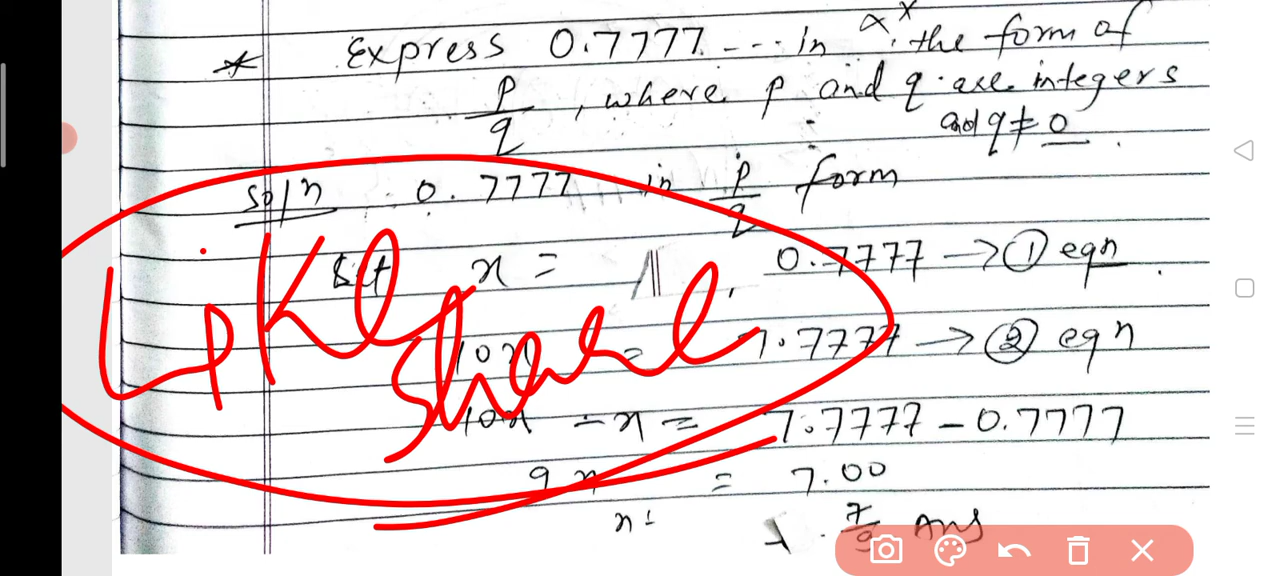 * Express 0.7777 --- in the form of
p/q, where p and q are integers
and q ≠ 0.
Soln 0.7777 in p/q form
Let x = 0.7777 → ① eqn
10x = 7.7777 → ② eqn
10x - x = 7.7777 - 0.7777
9x = 7.00
x = 7/9 Ans
Like
Share